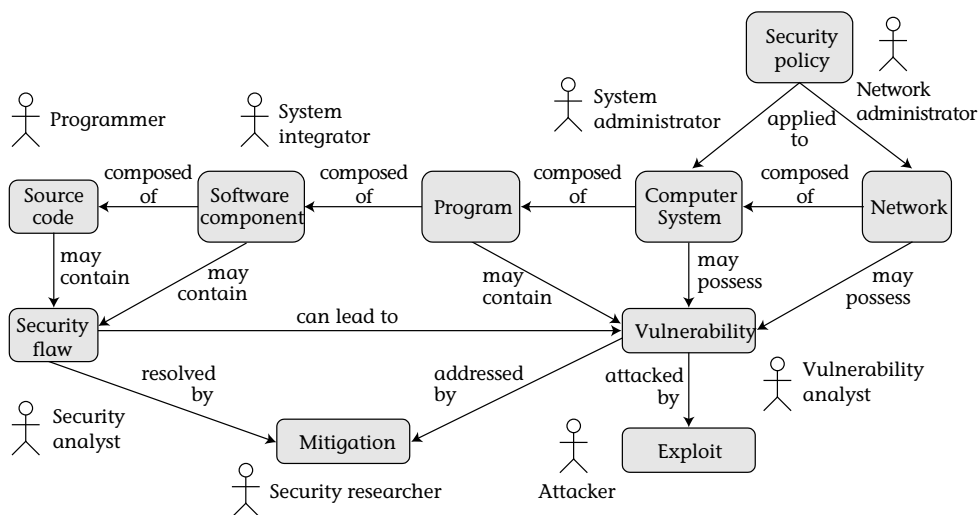 Security
policy
Network
administrator
System
administrator
System
integrator
Programmer
applied
to
composed
of
composed
of
composed
of
composed
of
Source
code
Software
component
Program
Computer
System
Network
may
contain
may
contain
may
contain
may
possess
may
possess
Security
flaw
can lead to
Vulnerability
resolved
by
addressed
by
attacked
by
Vulnerability
analyst
Security
analyst
Mitigation
Exploit
Security researcher
Attacker